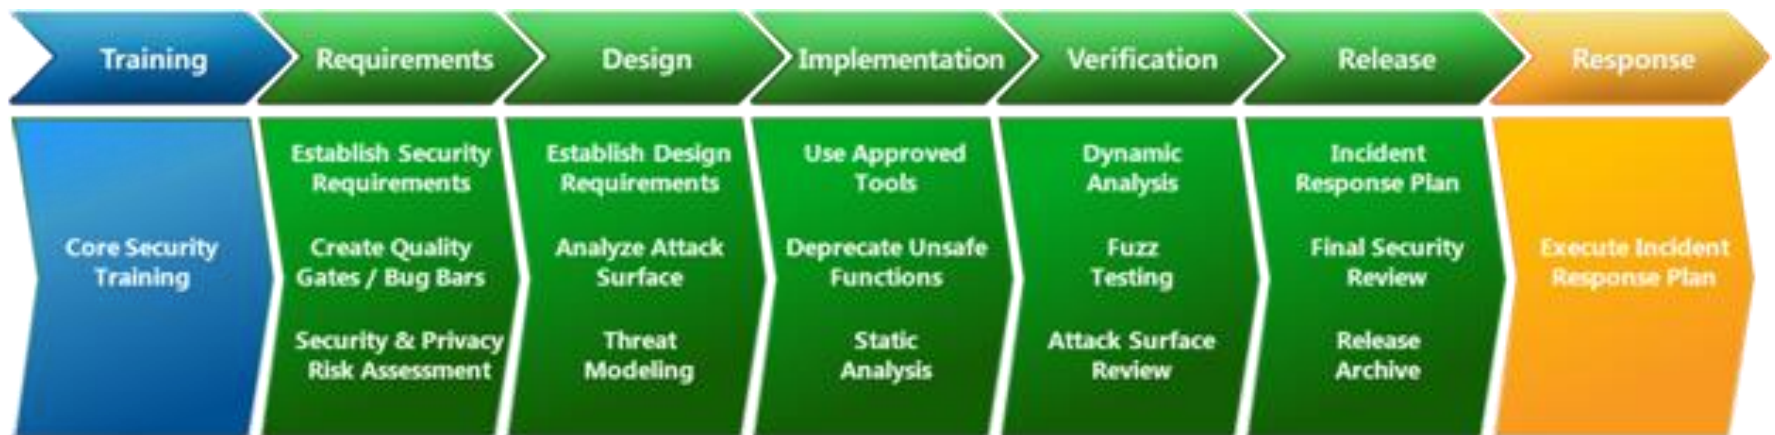 Training
Requirements
Design
Implementation
Verification
Release
Response
Core Security
Training
Establish Security
Requirements
Create Quality
Gates / Bug Bars
Security & Privacy
Risk Assessment
Establish Design
Requirements
Analyze Attack
Surface
Threat
Modeling
Use Approved
Tools
Deprecate Unsafe
Functions
Static
Analysis
Dynamic
Analysis
Fuzz
Testing
Attack Surface
Review
Incident
Response Plan
Final Security
Review
Release
Archive
Execute Incident
Response Plan